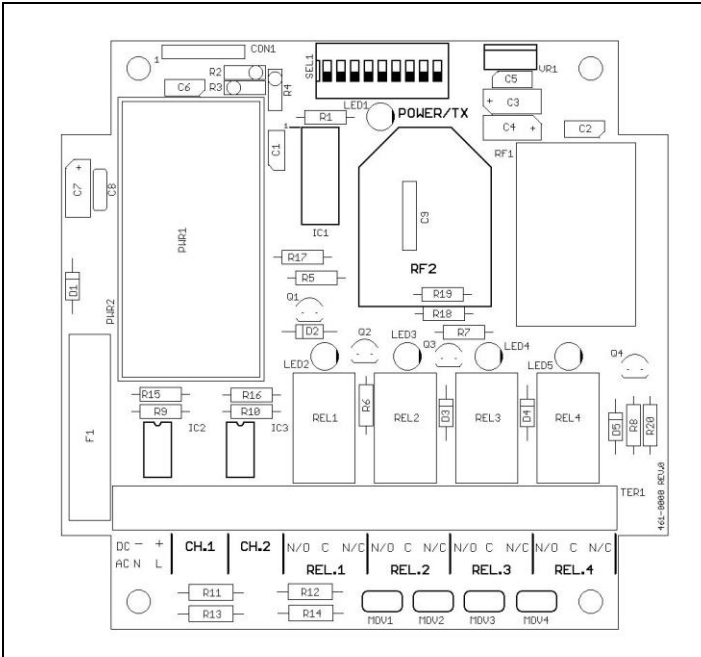 1
CON1
SEL1
VR1
R2
R3
R4
C6
C5
C3
+
LED1
POWER/TX
R1
C4
+
C2
RF1
1
C1
IC1
C7
+
C8
C9
PWR1
RF2
R17
R5
D1
R19
R18
Q1
PWR2
D2
R7
Q2
LED3
Q3
LED4
Q4
LED2
LED5
R15
R16
R9
R10
IC2
IC3
REL1
R6
REL2
D3
REL3
D4
REL4
D5
R8
R20
F1
TER1
461-0000 REV.0
DC - +
AC N L
CH.1
CH.2
N/O C N/C
N/O C N/C
N/O C N/C
N/O C N/C
REL.1
REL.2
REL.3
REL.4
R11
R12
R13
R14
MOV1
MOV2
MOV3
MOV4